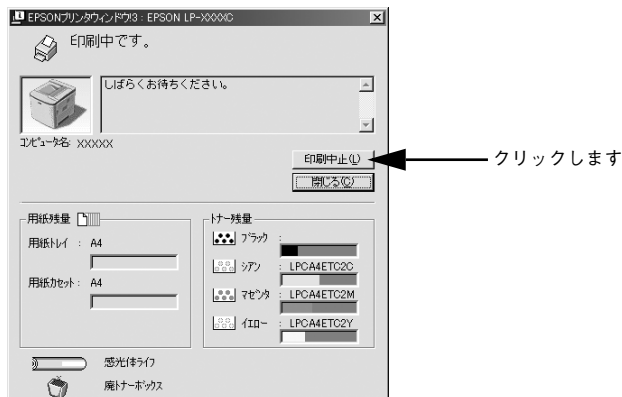 EPSONプリンタウィンドウ!3 : EPSON LP-XXXXC
印刷中です。
しばらくお待ちください。
コンピュータ名: XXXXX
印刷中止(L)
クリックします
閉じる(C)
用紙残量
用紙トレイ : A4
用紙カセット : A4
トナー残量
ブラック :
シアン : LPCA4ETC2C
マゼンタ : LPCA4ETC2M
イエロー : LPCA4ETC2Y
感光体ライフ
廃トナーボックス